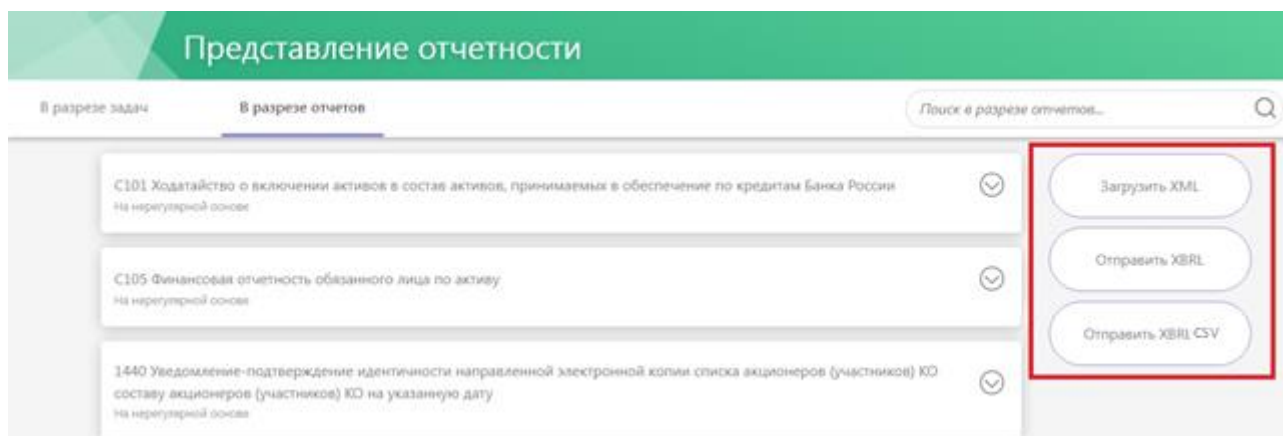 Представление отчетности
В разрезе задач
В разрезе отчетов
Поиск в разрезе отчетов...
С101 Ходатайство о включении активов в состав активов, принимаемых в обеспечение по кредитам Банка России
На нерегулярной основе
Загрузить XML
С105 Финансовая отчетность обязанного лица по активу
На нерегулярной основе
Отправить XBRL
Отправить XBRL CSV
1440 Уведомление-подтверждение идентичности направленной электронной копии списка акционеров (участников) КО
составу акционеров (участников) КО на указанную дату
На нерегулярной основе